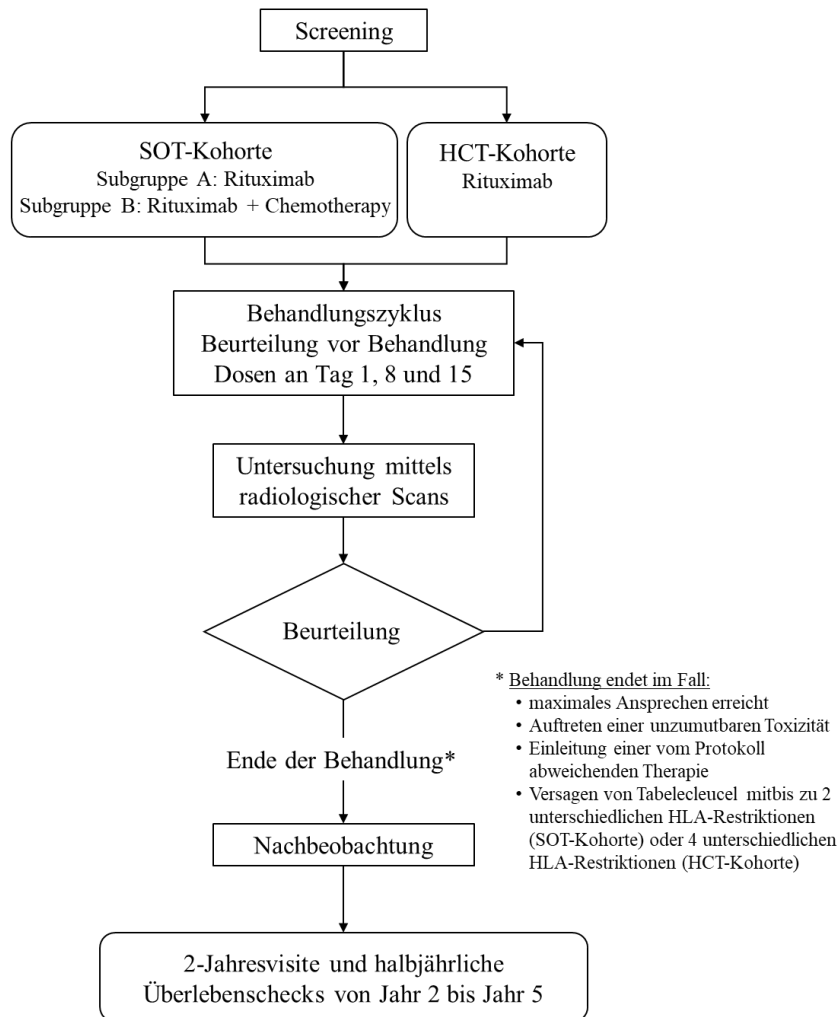 Screening
SOT-Kohorte
Subgruppe A: Rituximab
Subgruppe B: Rituximab + Chemotherapy
HCT-Kohorte
Rituximab
Behandlungszyklus
Beurteilung vor Behandlung
Dosen an Tag 1, 8 und 15
Untersuchung mittels
radiologischer Scans
Beurteilung
* Behandlung endet im Fall:
• maximales Ansprechen erreicht
• Auftreten einer unzumutbaren Toxizität
• Einleitung einer vom Protokoll
abweichenden Therapie
• Versagen von Tabelecleucel mitbis zu 2
unterschiedlichen HLA-Restriktionen
(SOT-Kohorte) oder 4 unterschiedlichen
HLA-Restriktionen (HCT-Kohorte)
Ende der Behandlung*
Nachbeobachtung
2-Jahresvisite und halbjährliche
Überlebenschecks von Jahr 2 bis Jahr 5